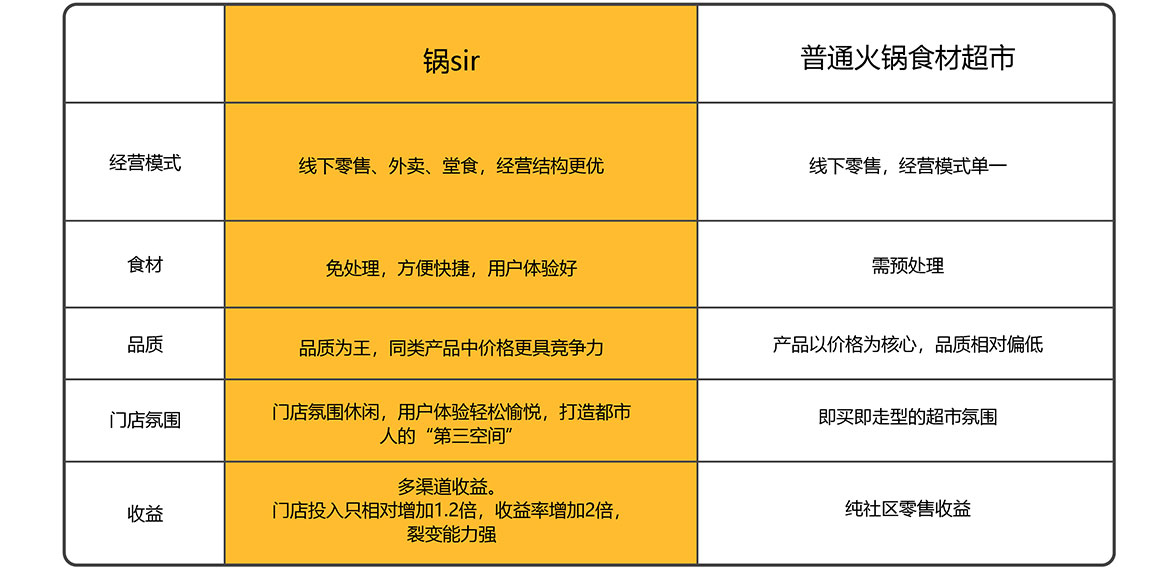 锅sir
普通火锅食材超市
经营模式
线下零售、外卖、堂食，经营结构更优
线下零售，经营模式单一
食材
免处理，方便快捷，用户体验好
需预处理
品质
品质为王，同类产品中价格更具竞争力
产品以价格为核心，品质相对偏低
门店氛围
门店氛围休闲，用户体验轻松愉悦，打造都市
人的“第三空间”
即买即走型的超市氛围
收益
多渠道收益。
门店投入只相对增加1.2倍，收益率增加2倍，
裂变能力强
纯社区零售收益